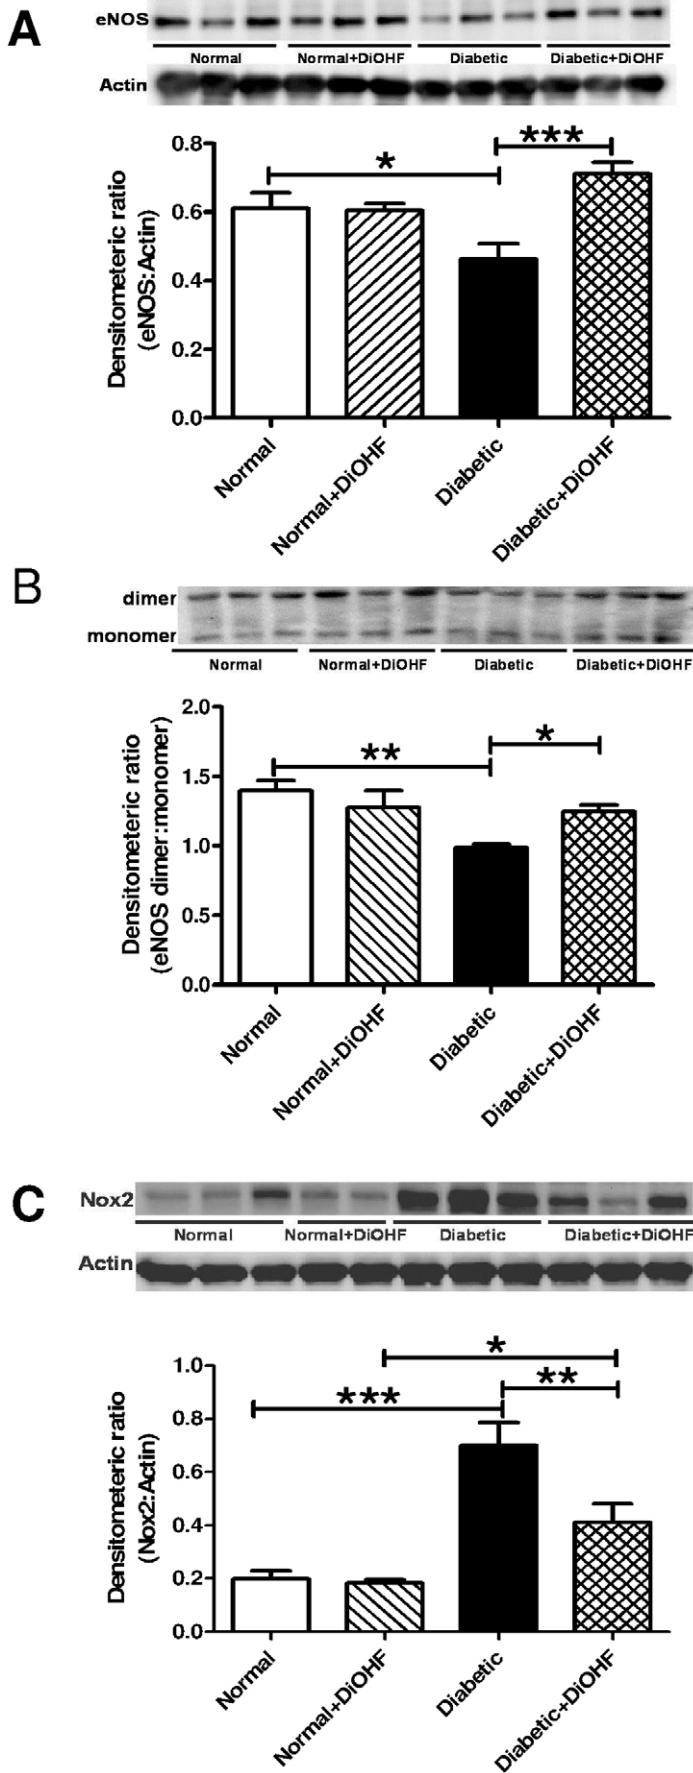 A
eNOS
Normal Normal+DiOHF Diabetic Diabetic+DiOHF
Actin
Densitometeric ratio
(eNOS:Actin)
0.8
0.6
0.4
0.2
0.0
* ***
Normal
Normal+DiOHF
Diabetic
Diabetic+DiOHF
B
dimer
monomer
Normal Normal+DiOHF Diabetic Diabetic+DiOHF
Densitometeric ratio
(eNOS dimer:monomer)
2.0
1.5
1.0
0.5
0.0
** *
Normal
Normal+DiOHF
Diabetic
Diabetic+DiOHF
C
Nox2
Normal Normal+DiOHF Diabetic Diabetic+DiOHF
Actin
Densitometeric ratio
(Nox2:Actin)
1.0
0.8
0.6
0.4
0.2
0.0
*
*** **
Normal
Normal+DiOHF
Diabetic
Diabetic+DiOHF